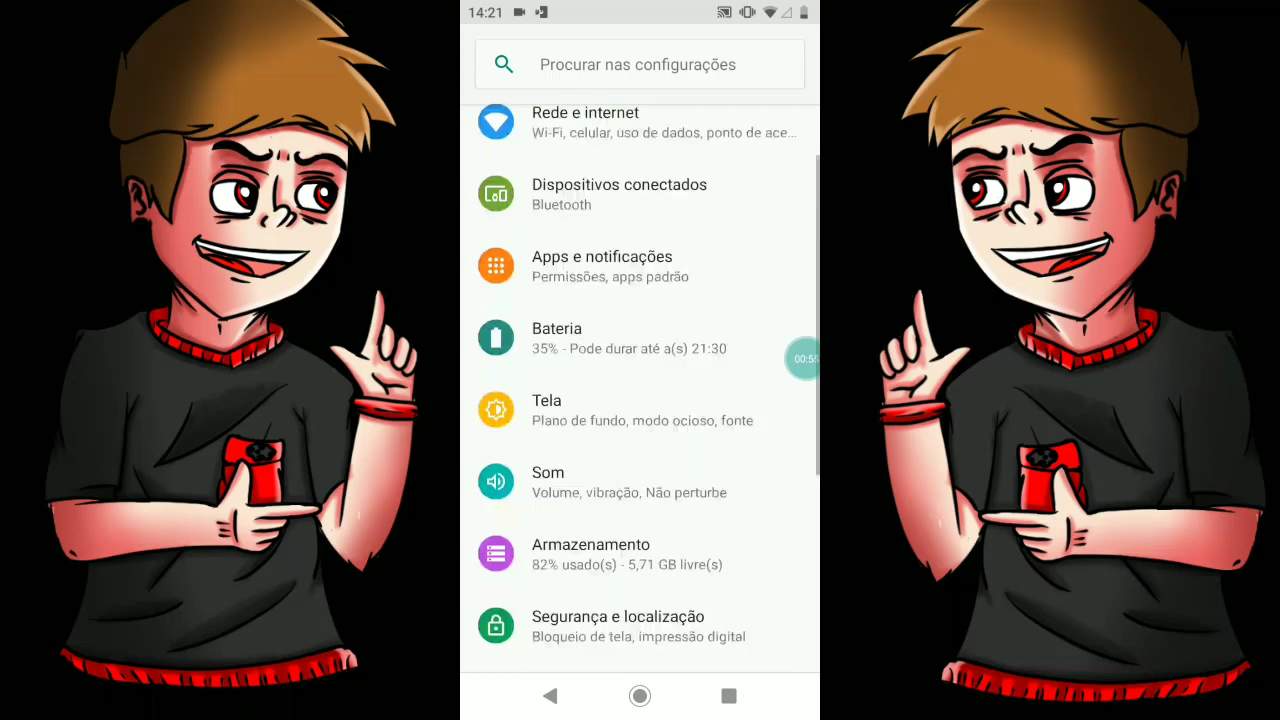 14:21
Procurar nas configurações
Rede e internet
Wi-Fi, celular, uso de dados, ponto de ace...
Dispositivos conectados
Bluetooth
Apps e notificações
Permissões, apps padrão
Bateria
35% - Pode durar até a(s) 21:30
00:55
Tela
Plano de fundo, modo ocioso, fonte
Som
Volume, vibração, Não perturbe
Armazenamento
82% usado(s) - 5,71 GB livre(s)
Segurança e localização
Bloqueio de tela, impressão digital